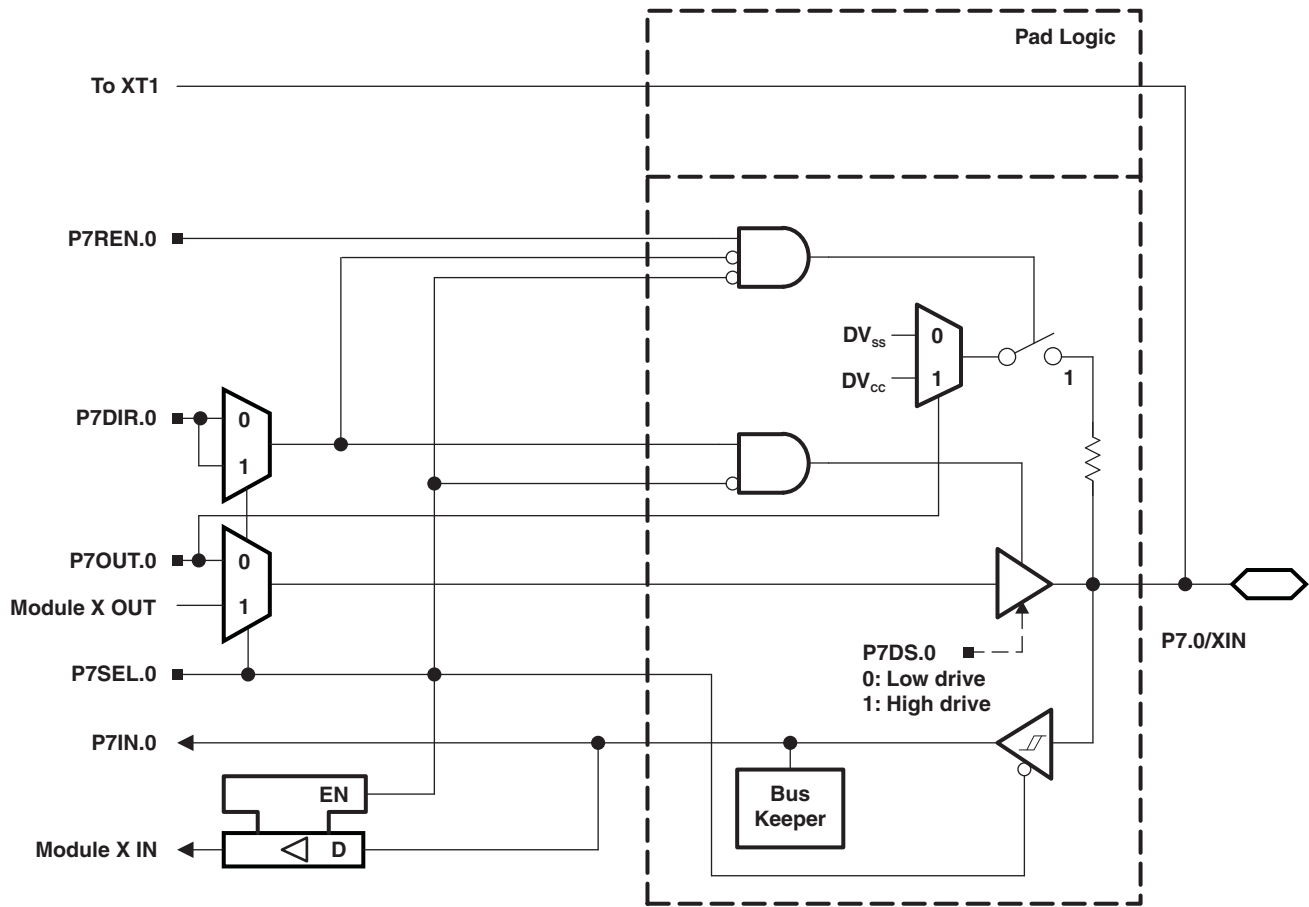 Pad Logic
To XT1
P7REN.0
DVSS
0
DVCC
1
1
P7DIR.0
0
1
P7OUT.0
0
Module X OUT
1
P7DS.0
0: Low drive
1: High drive
P7.0/XIN
P7SEL.0
P7IN.0
EN
Bus
Keeper
Module X IN
D